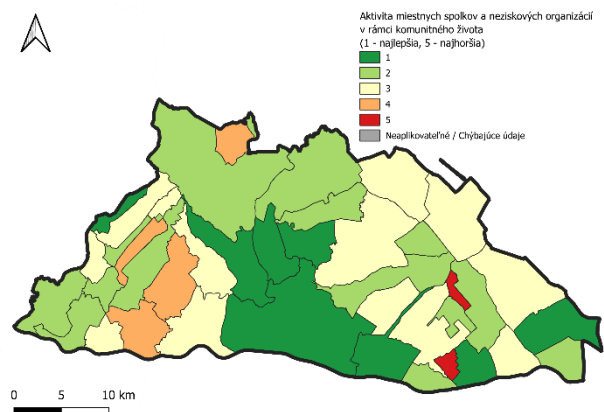 Aktivita miestnych spolkov a neziskových organizácií
v rámci komunitného života
(1 - najlepšia, 5 - najhoršia)
1
2
3
4
5
Neaplikovateľné / Chýbajúce údaje
0 5 10 km